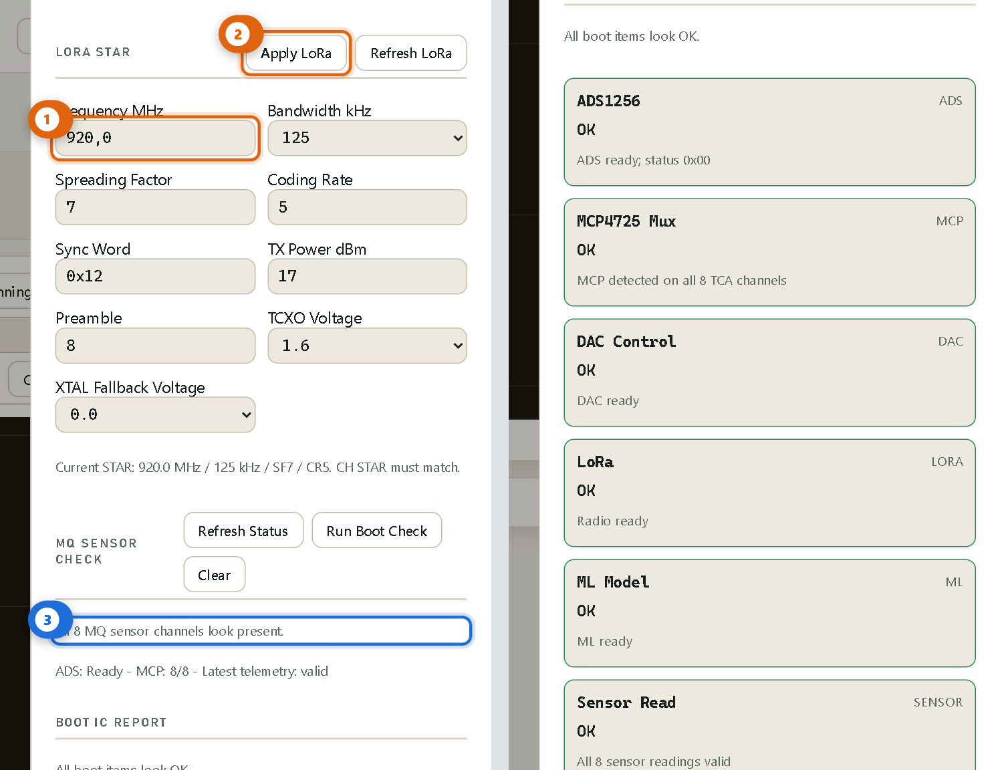 LORA STAR
2
Apply LoRa
Refresh LoRa
equency MHz
1
920,0
Bandwidth kHz
125
Spreading Factor
7
Coding Rate
5
Sync Word
0x12
TX Power dBm
17
Preamble
8
TCXO Voltage
1.6
XTAL Fallback Voltage
0.0
Current STAR: 920.0 MHz / 125 kHz / SF7 / CR5. CH STAR must match.
MQ SENSOR
CHECK
Refresh Status
Run Boot Check
Clear
3
8 MQ sensor channels look present.
ADS: Ready - MCP: 8/8 - Latest telemetry: valid
BOOT IC REPORT
All boot items look OK.
nning
C
All boot items look OK.
ADS1256
ADS
OK
ADS ready; status 0x00
MCP4725 Mux
MCP
OK
MCP detected on all 8 TCA channels
DAC Control
DAC
OK
DAC ready
LoRa
LORA
OK
Radio ready
ML Model
ML
OK
ML ready
Sensor Read
SENSOR
OK
All 8 sensor readings valid